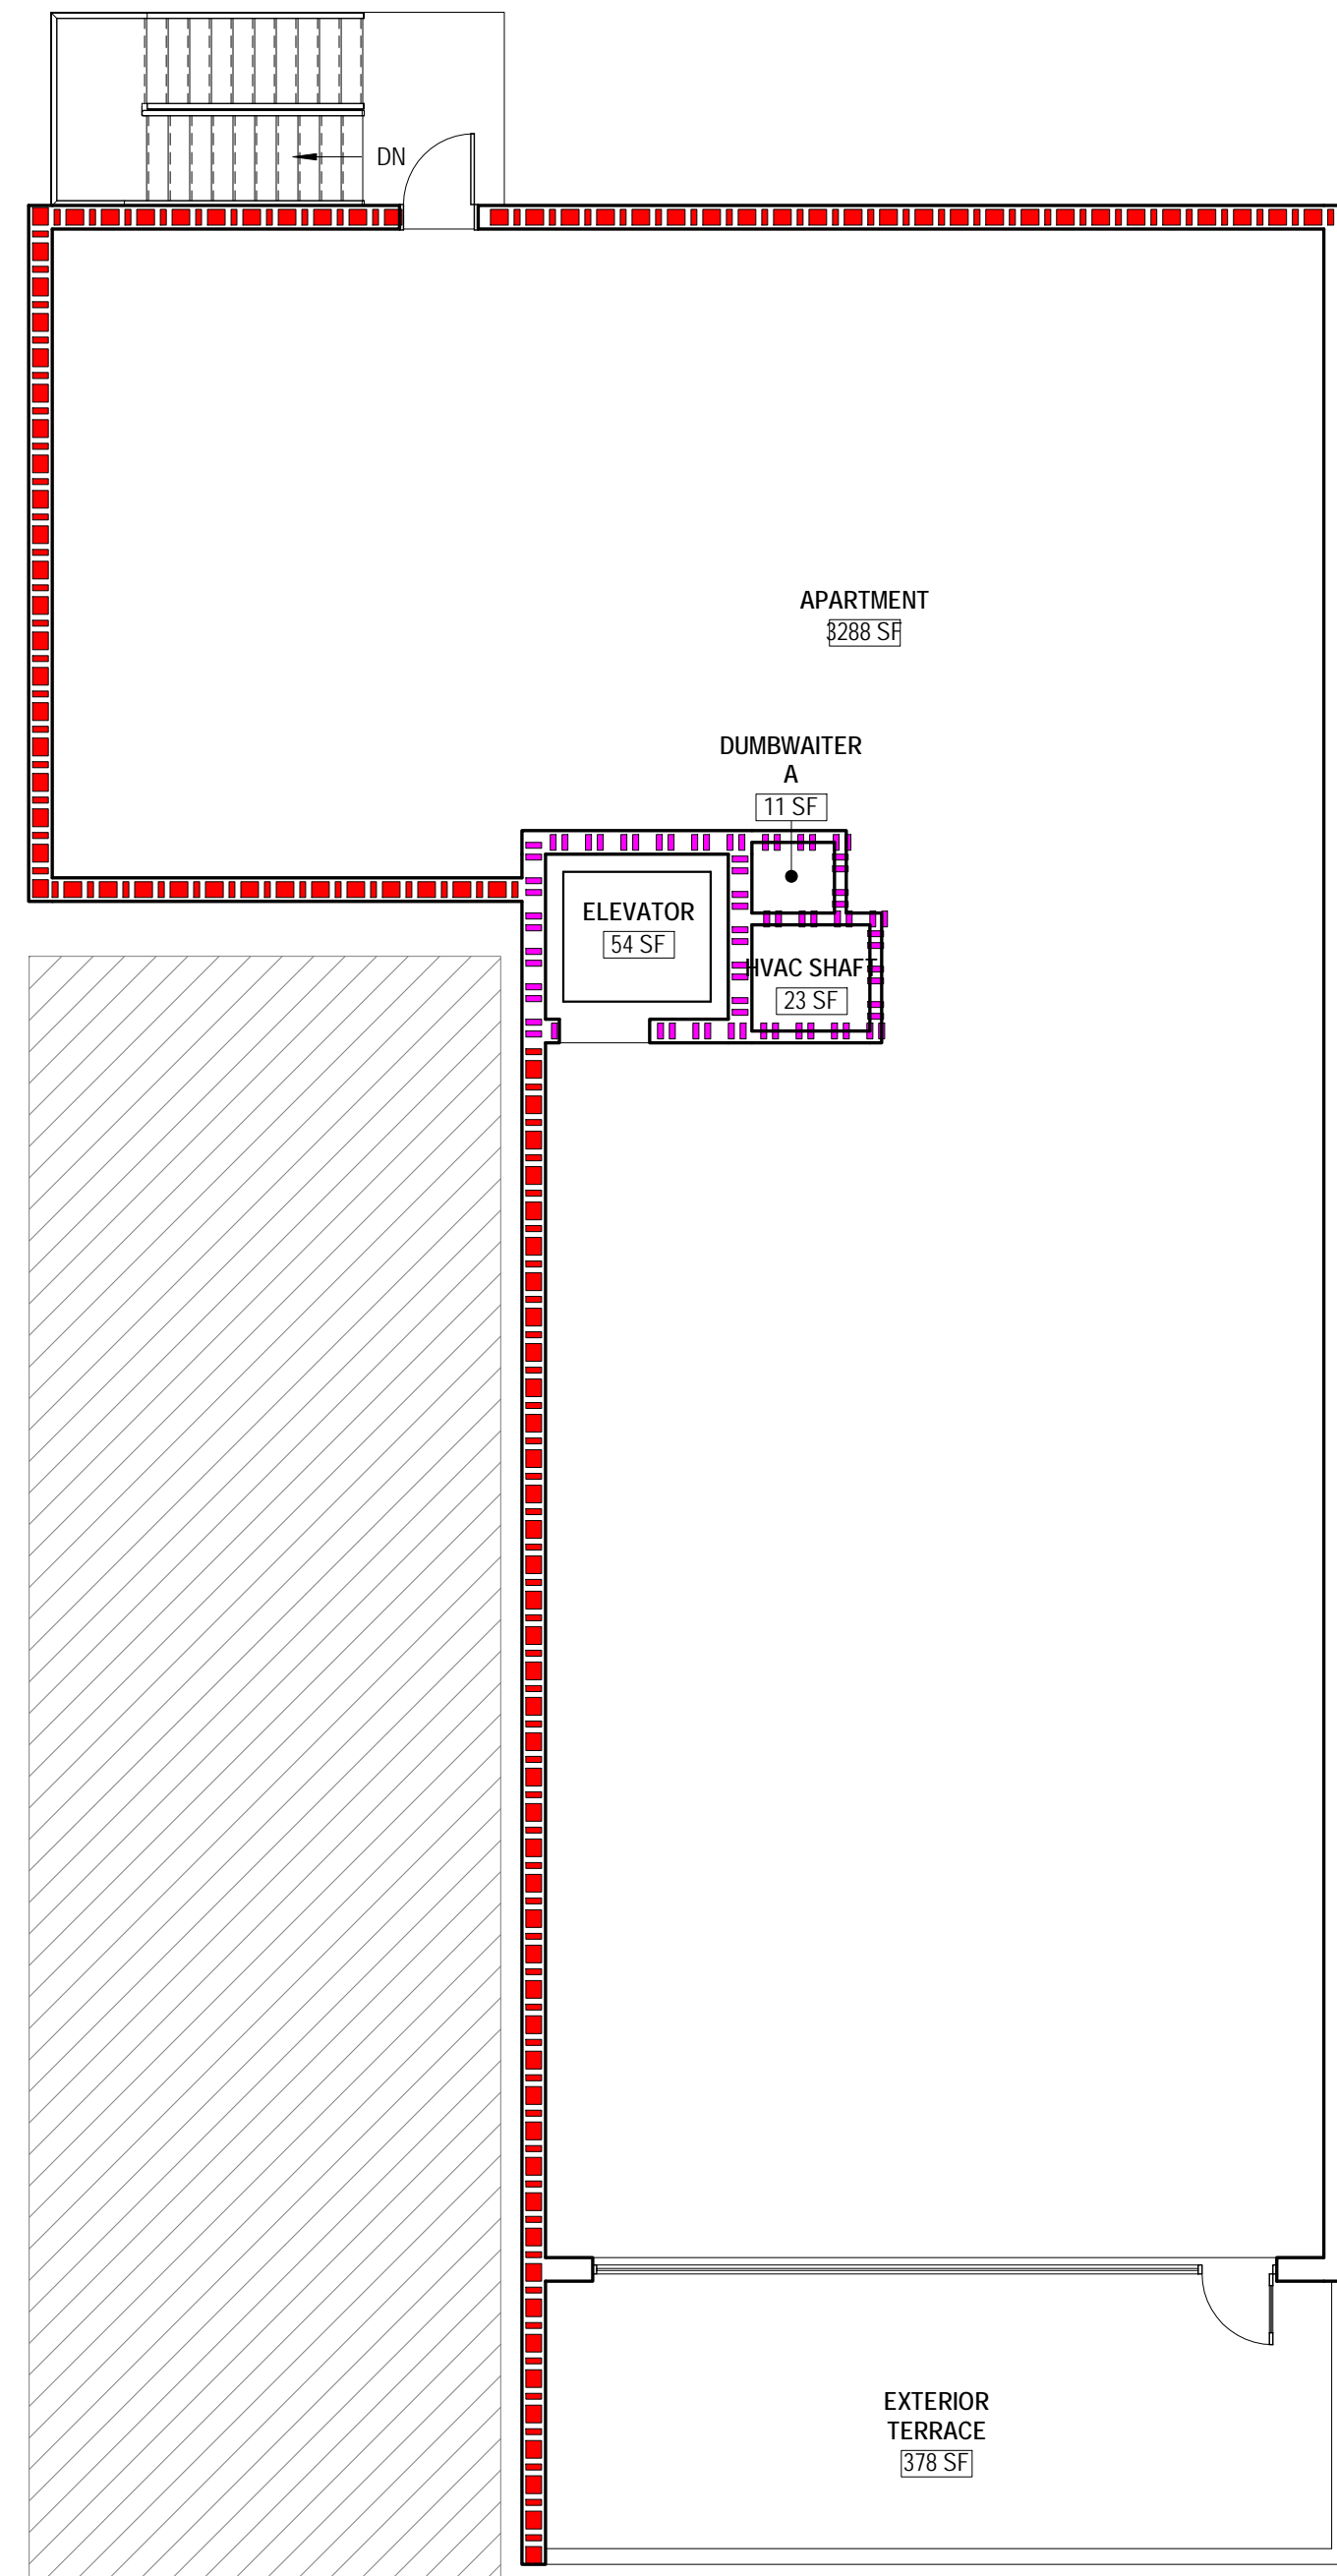 DN
APARTMENT
3288 SF
DUMBWAITER
A
11 SF
ELEVATOR
54 SF
HVAC SHAFT
23 SF
EXTERIOR
TERRACE
378 SF